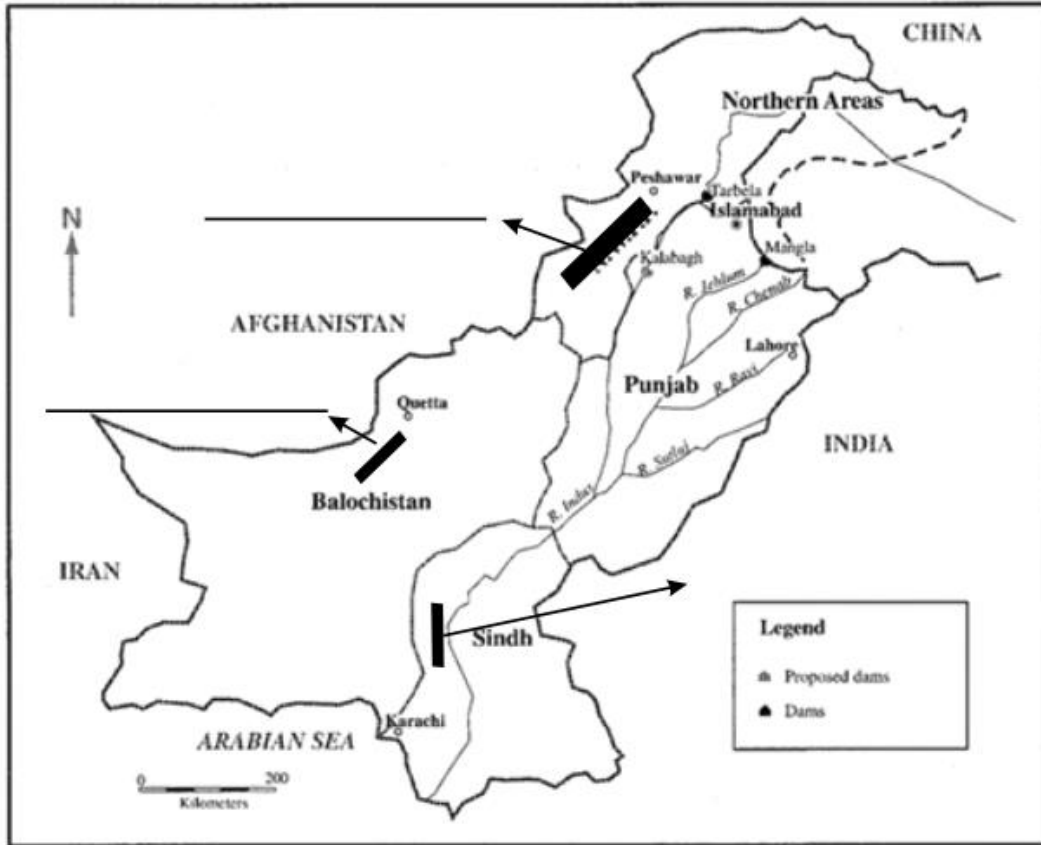 CHINA
Northern Areas
Peshawar
Tarbela
Islamabad
N
Kalabagh
Mangla
R. Jehlum
R. Chenab
AFGHANISTAN
Lahore
Punjab
R. Ravi
Quetta
INDIA
R. Sutluj
Balochistan
R. Indus
IRAN
Sindh
Legend
Proposed dams
Dams
Karachi
ARABIAN SEA
0 200
Kilometers